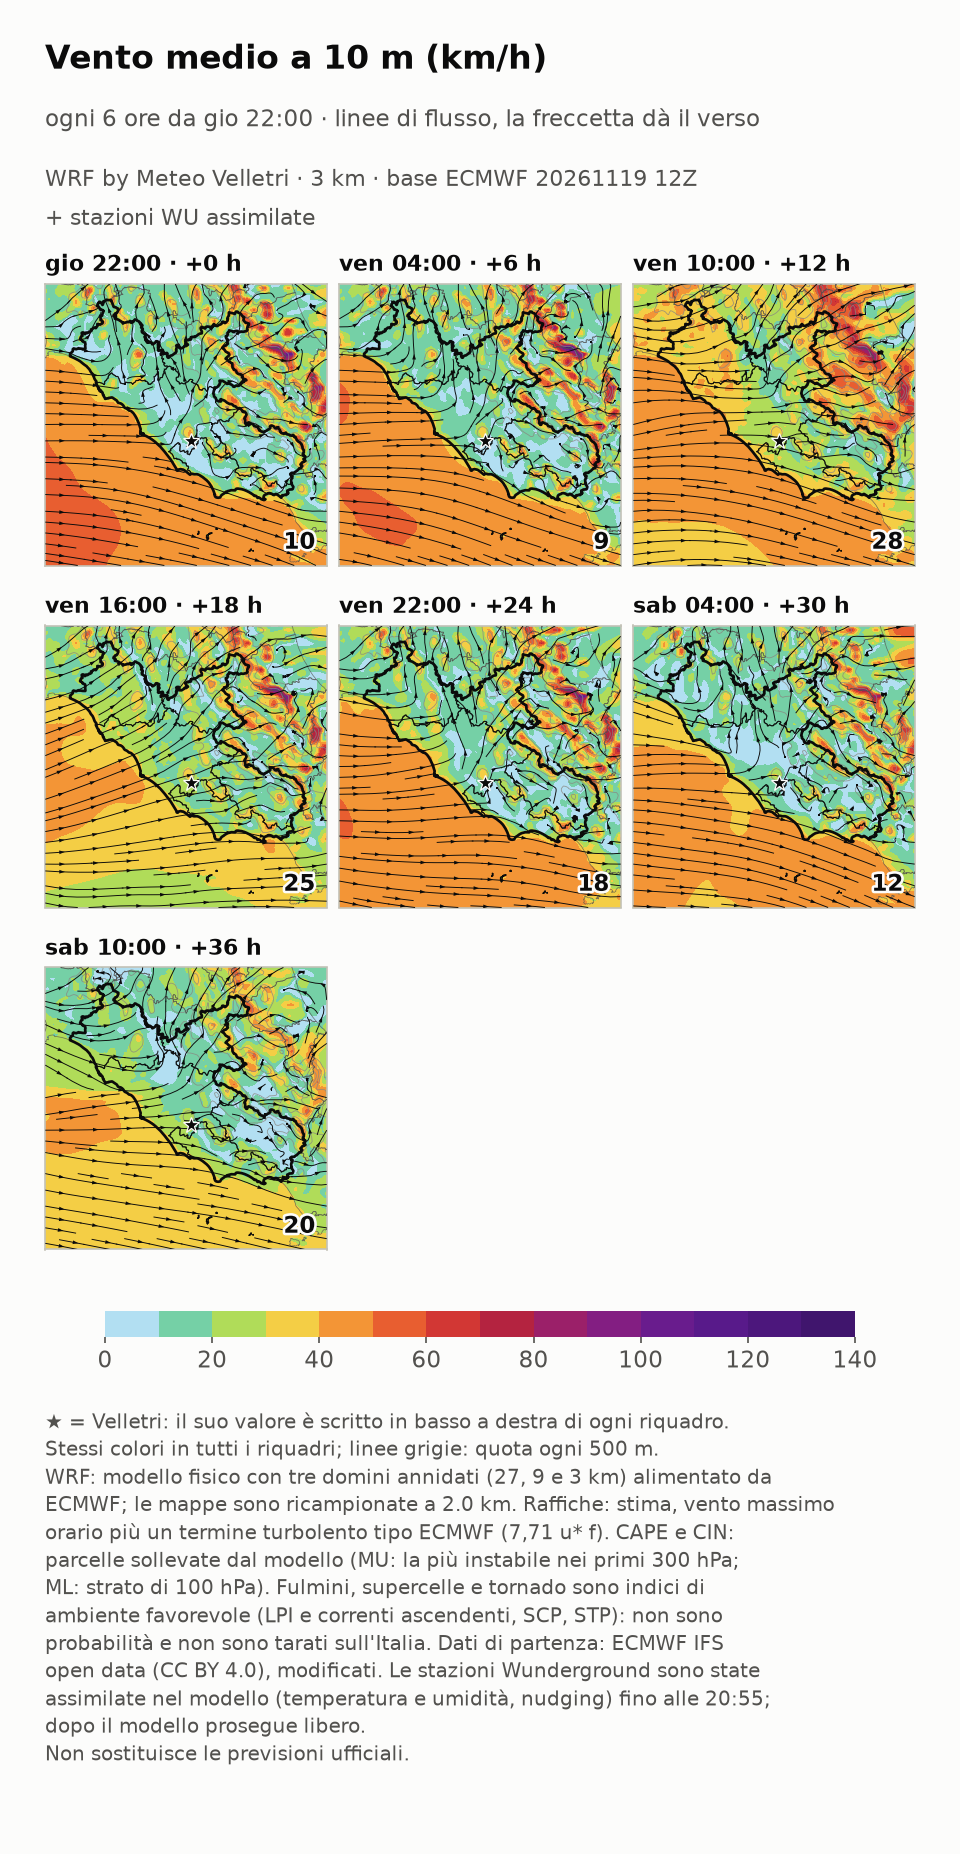 Vento medio a 10 m (km/h)
ogni 6 ore da gio 22:00 · linee di flusso, la freccetta dà il verso
WRF by Meteo Velletri · 3 km · base ECMWF 20261119 12Z
+ stazioni WU assimilate
gio 22:00 · +0 h
ven 04:00 · +6 h
ven 10:00 · +12 h
10
9
28
ven 16:00 · +18 h
ven 22:00 · +24 h
sab 04:00 · +30 h
25
18
12
sab 10:00 · +36 h
20
0 20 40 60 80 100 120 140
★ = Velletri: il suo valore è scritto in basso a destra di ogni riquadro.
Stessi colori in tutti i riquadri; linee grigie: quota ogni 500 m.
WRF: modello fisico con tre domini annidati (27, 9 e 3 km) alimentato da
ECMWF; le mappe sono ricampionate a 2.0 km. Raffiche: stima, vento massimo
orario più un termine turbolento tipo ECMWF (7,71 u* f). CAPE e CIN:
parcelle sollevate dal modello (MU: la più instabile nei primi 300 hPa;
ML: strato di 100 hPa). Fulmini, supercelle e tornado sono indici di
ambiente favorevole (LPI e correnti ascendenti, SCP, STP): non sono
probabilità e non sono tarati sull'Italia. Dati di partenza: ECMWF IFS
open data (CC BY 4.0), modificati. Le stazioni Wunderground sono state
assimilate nel modello (temperatura e umidità, nudging) fino alle 20:55;
dopo il modello prosegue libero.
Non sostituisce le previsioni ufficiali.